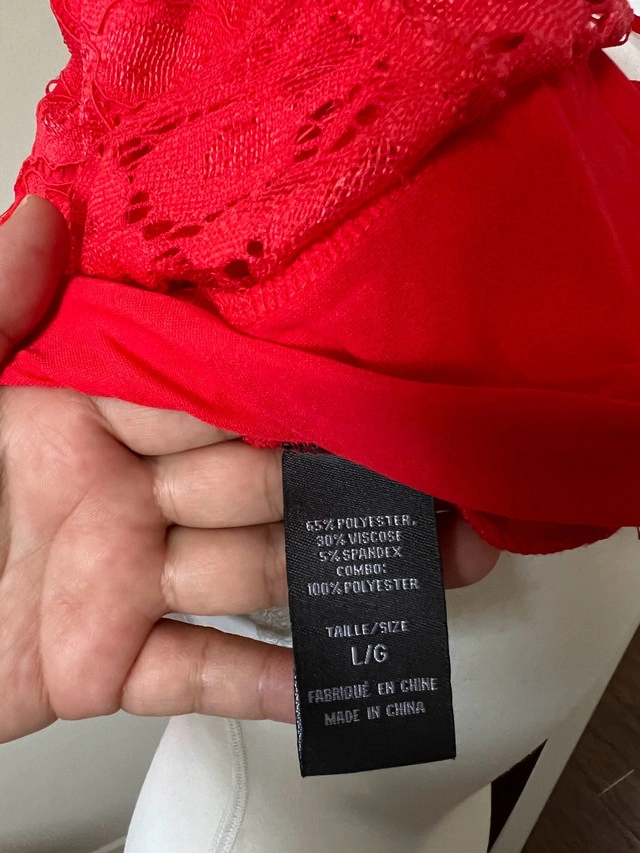 65% POLYESTER,
30% VISCOSE
5% SPANDEX
COMBO:
100% POLYESTER
TAILLE/SIZE
L/G
FABRIQUÉ EN CHINE
MADE IN CHINA